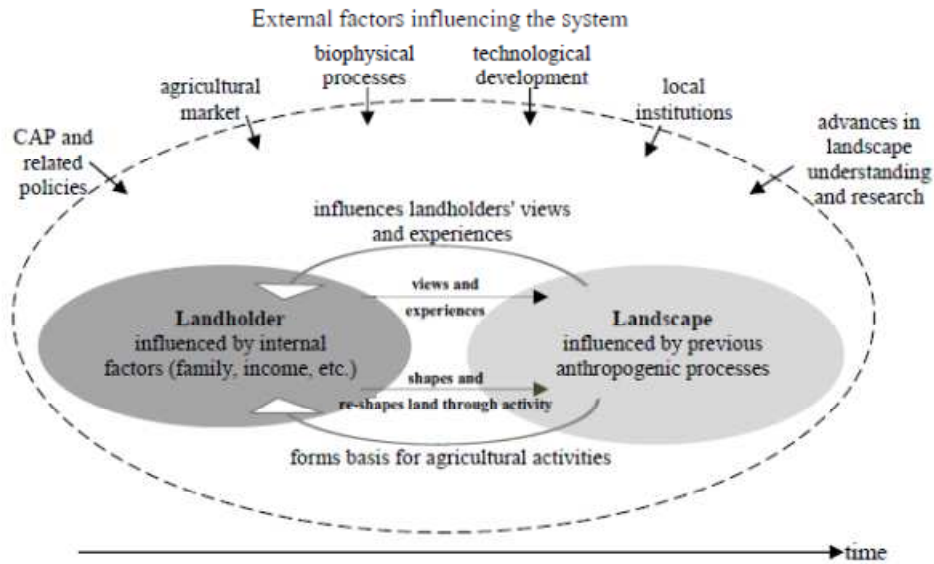 External factors influencing the system
biophysical
processes
technological
development
agricultural
market
local
institutions
CAP and
related
policies
advances in
landscape
understanding
and research
influences landholders' views
and experiences
views and
experiences
Landholder
influenced by internal
factors (family, income, etc.)
Landscape
influenced by previous
anthropogenic processes
shapes and
re-shapes land through activity
forms basis for agricultural activities
time